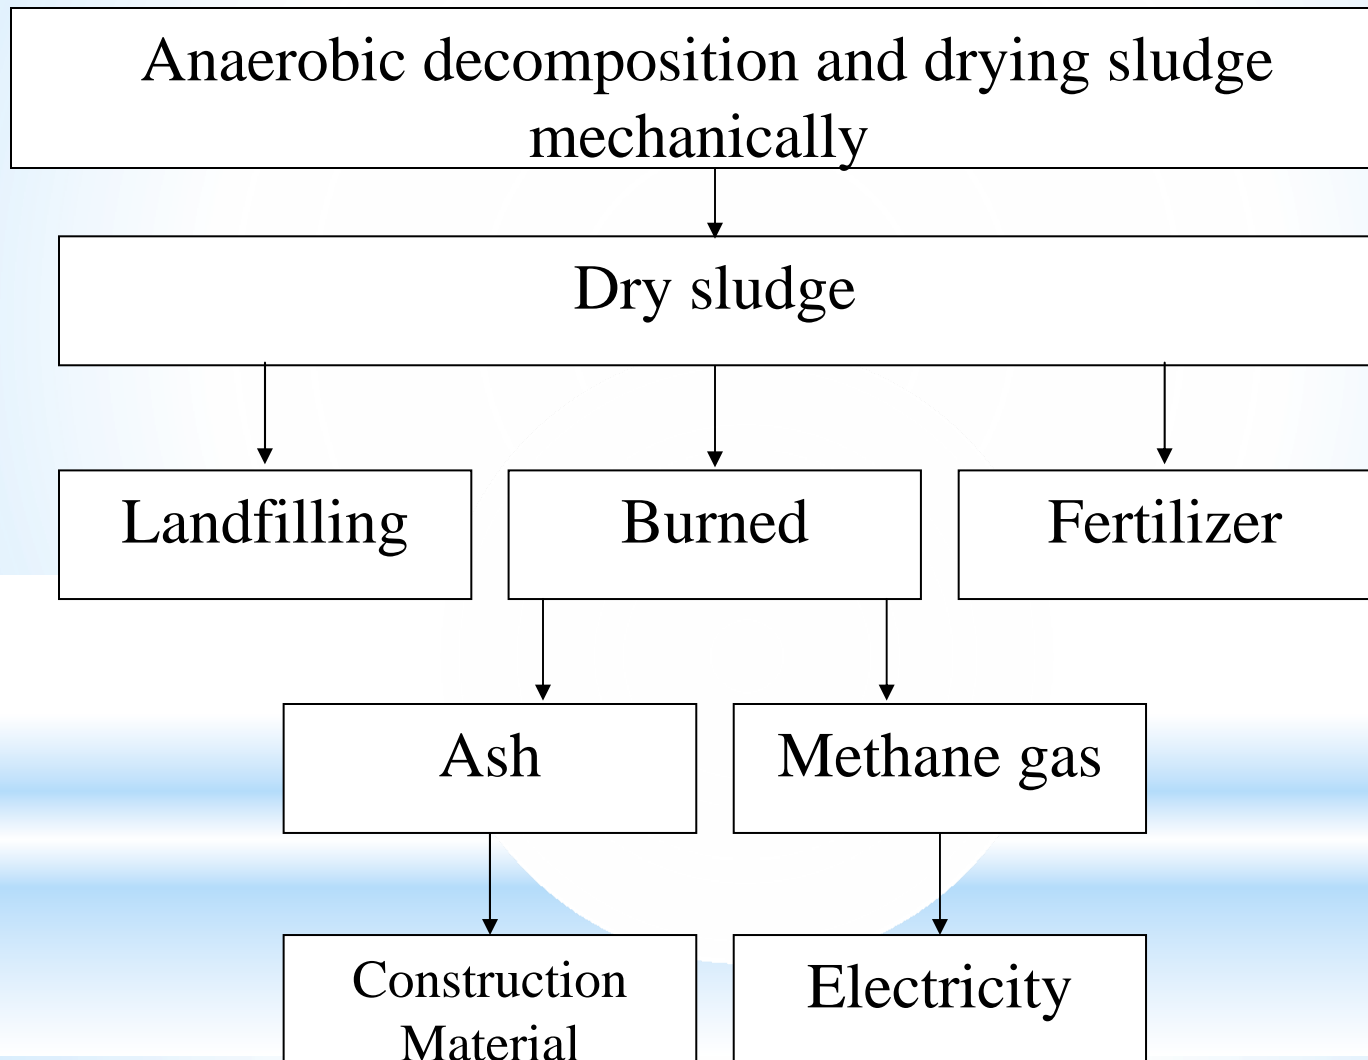 Anaerobic decomposition and drying sludge
mechanically
Dry sludge
Landfilling
Burned
Fertilizer
Ash
Methane gas
Construction
Material
Electricity